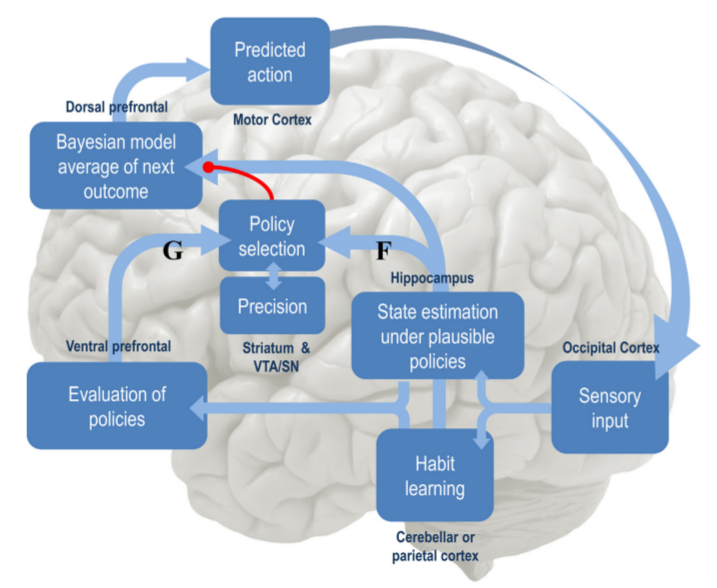 Predicted
action
Motor Cortex
Dorsal prefrontal
Bayesian model
average of next
outcome
Policy
selection
G
F
Precision
Striatum &
VTA/SN
Hippocampus
State estimation
under plausible
policies
Ventral prefrontal
Evaluation of
policies
Occipital Cortex
Sensory
input
Habit
learning
Cerebellar or
parietal cortex